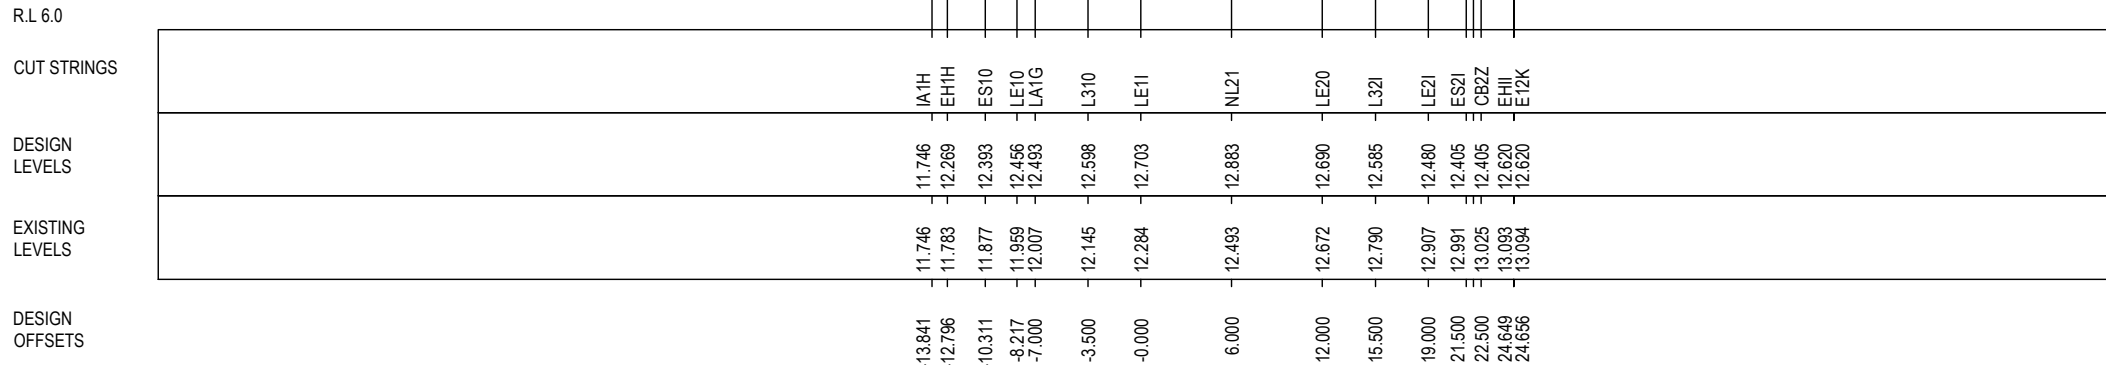 R.L 6.0
CUT STRINGS
IA1H
EH1H
ES10
LE10
LA1G
L310
LE1I
NL21
LE20
L32I
LE2I
ES2I
CB2Z
EHII
E12K
DESIGN
LEVELS
11.746
12.269
12.393
12.456
12.493
12.598
12.703
12.883
12.690
12.585
12.480
12.405
12.405
12.620
12.620
EXISTING
LEVELS
11.746
11.783
11.877
11.959
12.007
12.145
12.284
12.493
12.672
12.790
12.907
12.991
13.025
13.093
13.094
DESIGN
OFFSETS
-13.841
-12.796
-10.311
-8.217
-7.000
-3.500
-0.000
6.000
12.000
15.500
19.000
21.500
22.500
24.649
24.656